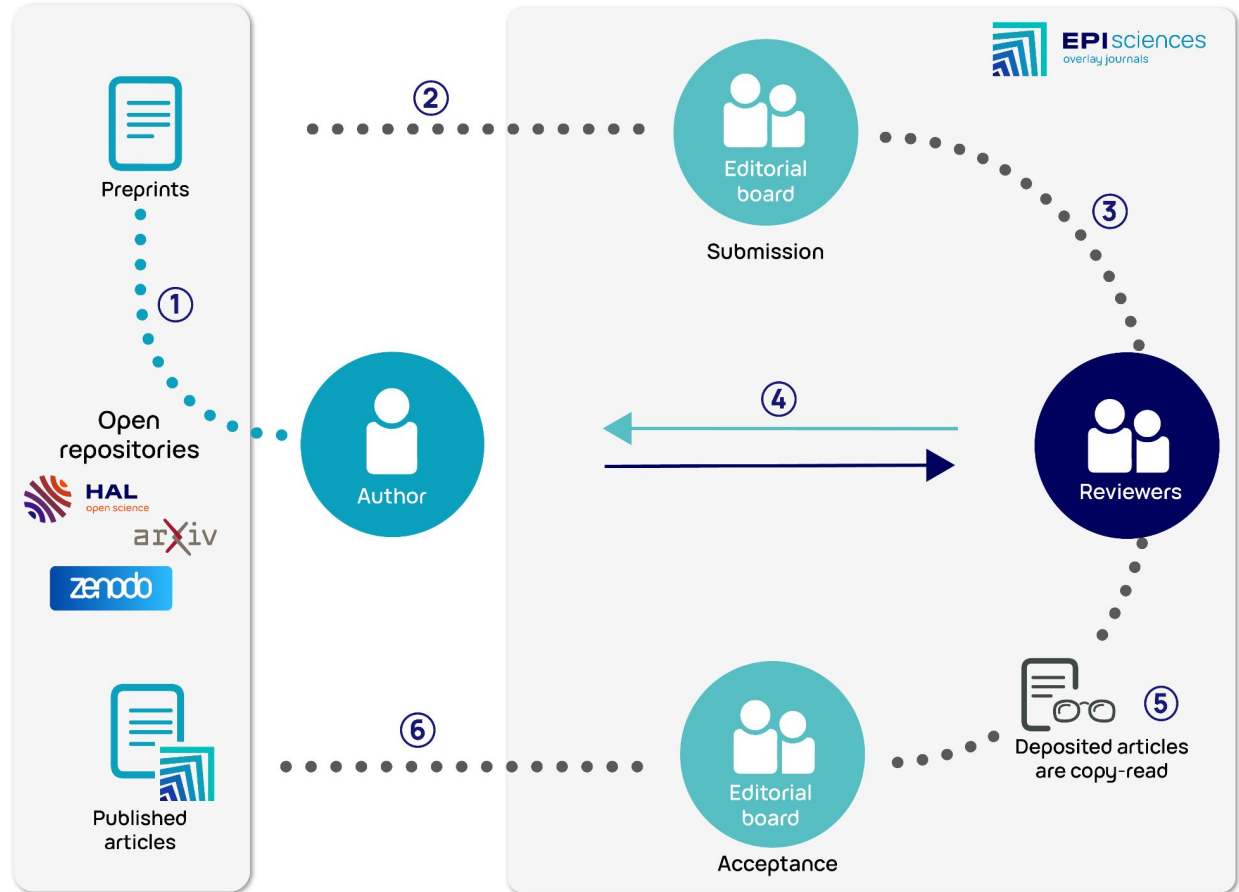 EPIsciences
overlay journals
Preprints
②
Editorial
board
Submission
③
①
Author
④
Reviewers
Open
repositories
HAL
open science
arXiv
zenodo
⑤
Deposited articles
are copy-read
⑥
Editorial
board
Acceptance
Published
articles